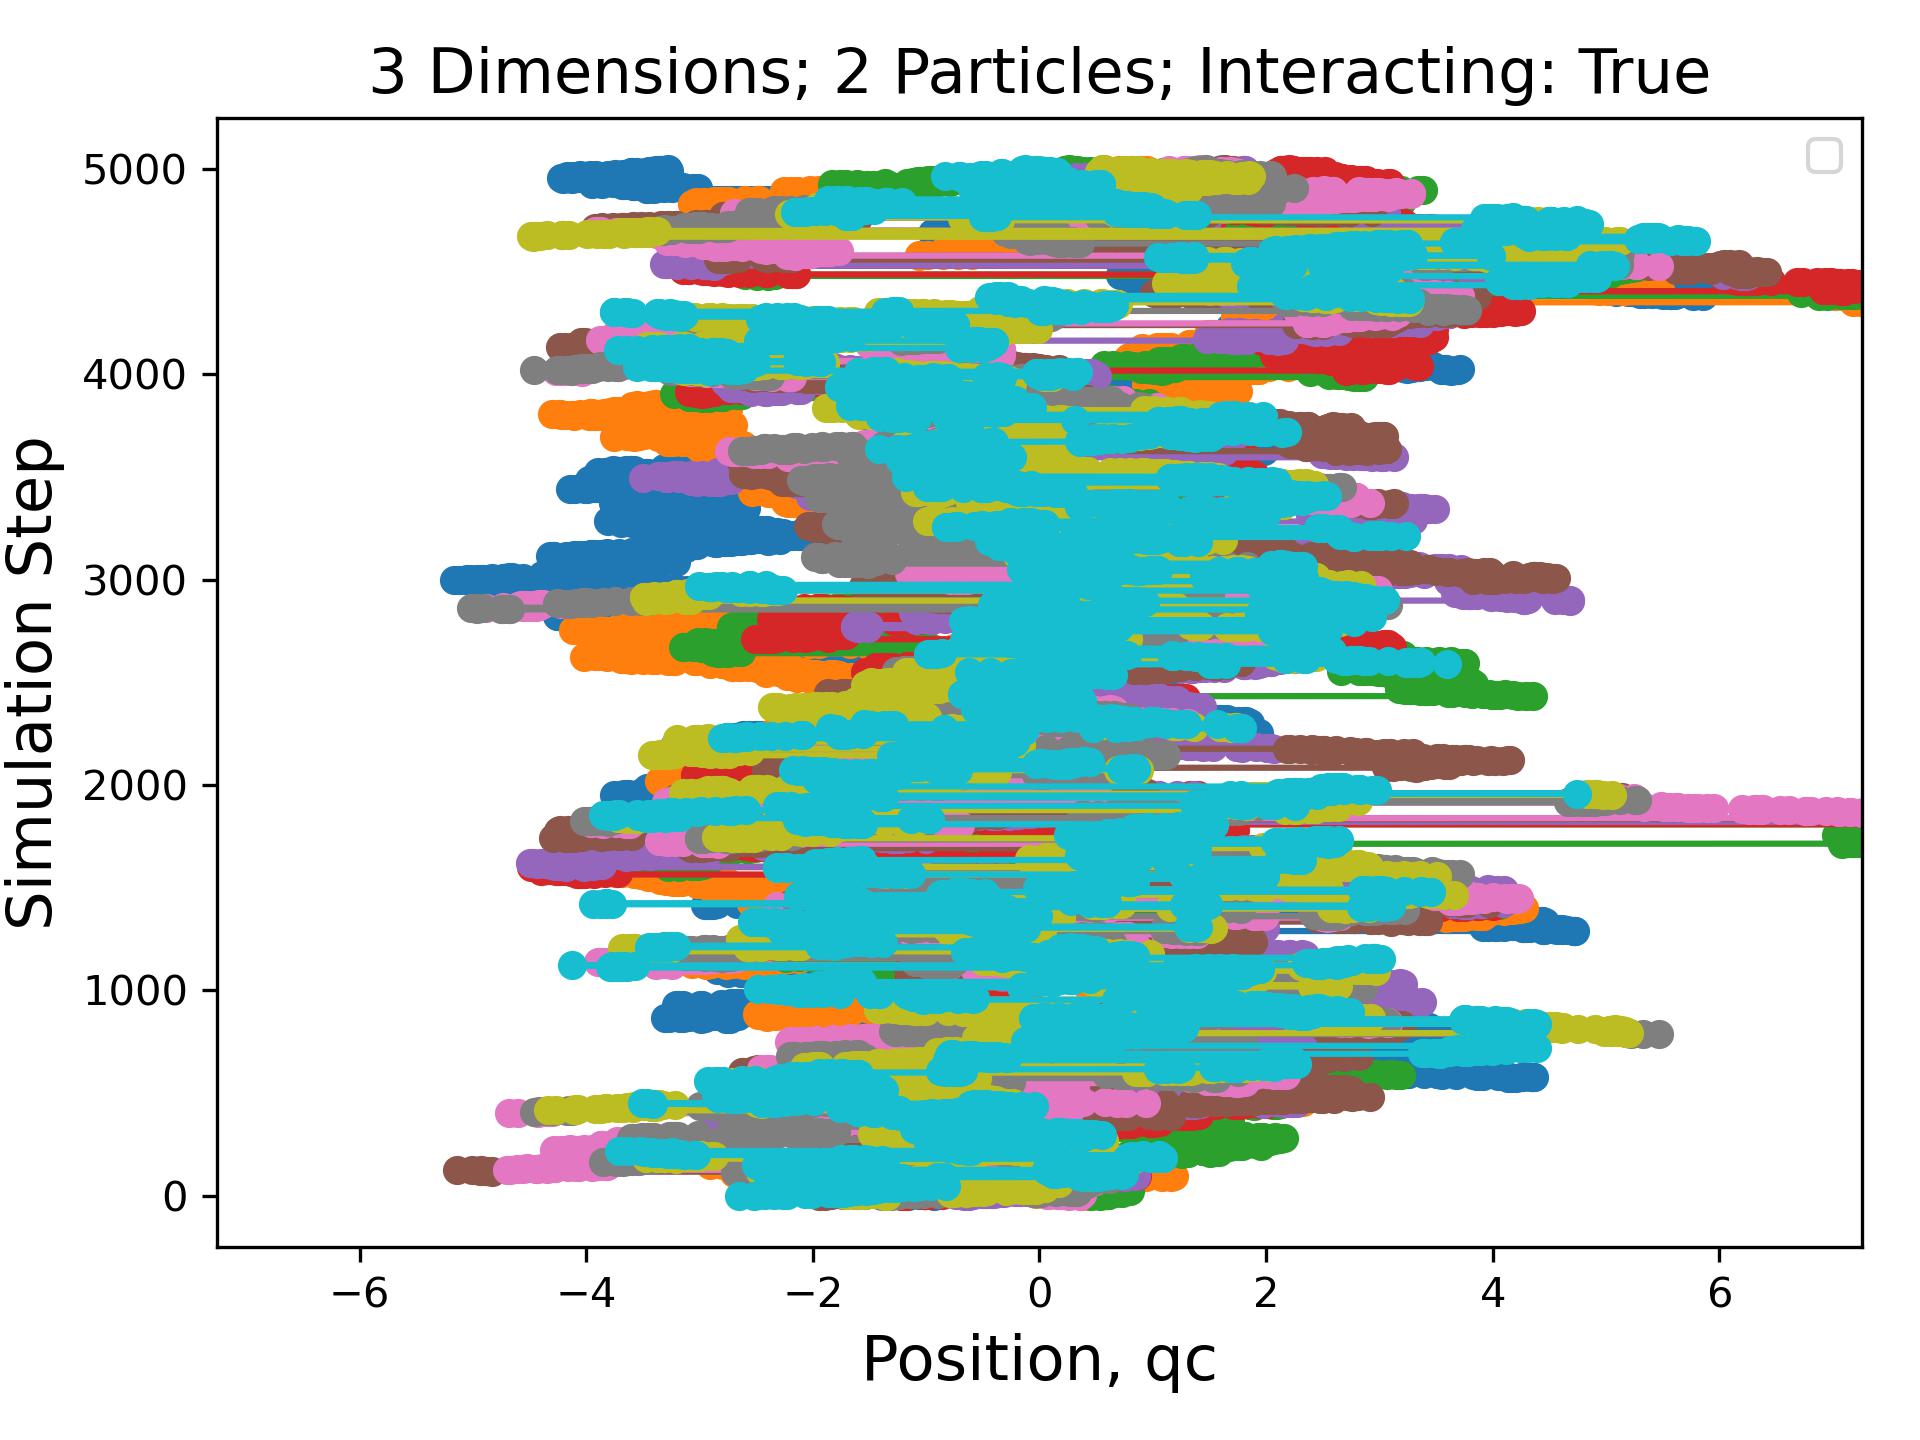 3 Dimensions; 2 Particles; Interacting: True
5000
4000
3000
2000
1000
0
Simulation Step
−6 −4 −2 0 2 4 6
Position, qc